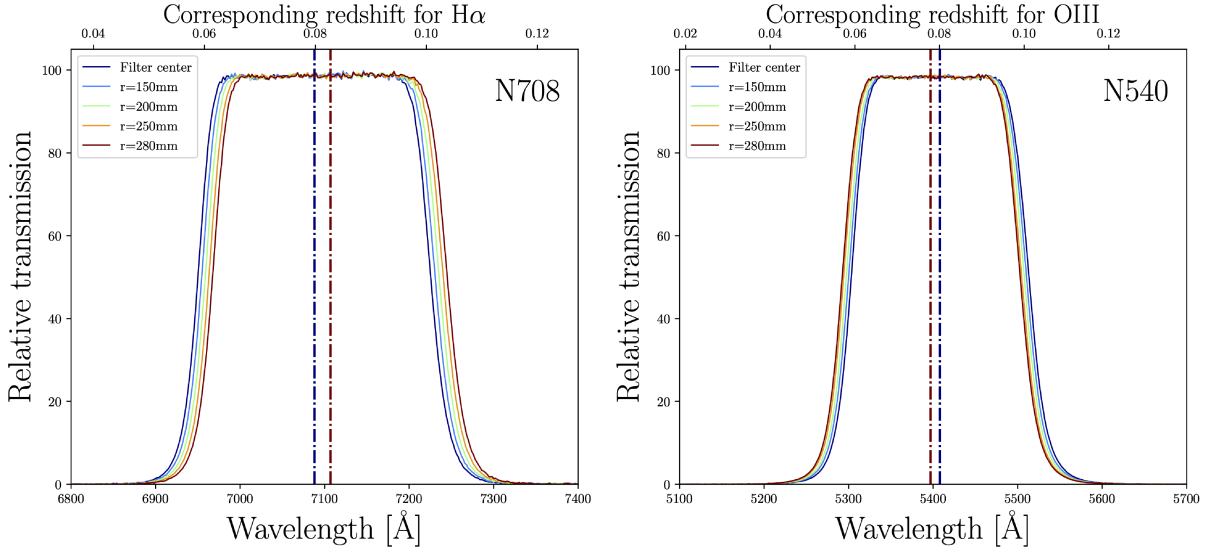 Corresponding redshift for Hα
0.04 0.06 0.08 0.10 0.12
Relative transmission
100
80
60
40
20
0
Filter center
r=150mm
r=200mm
r=250mm
r=280mm
N708
6800 6900 7000 7100 7200 7300 7400
Wavelength [Å]
Corresponding redshift for OIII
0.02 0.04 0.06 0.08 0.10 0.12
Relative transmission
100
80
60
40
20
0
Filter center
r=150mm
r=200mm
r=250mm
r=280mm
N540
5100 5200 5300 5400 5500 5600 5700
Wavelength [Å]